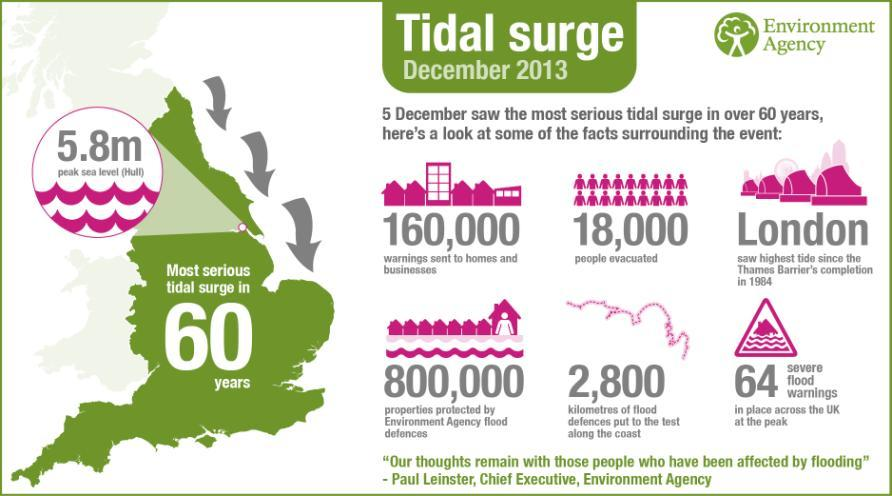 Tidal surge
December 2013
Environment
Agency
5 December saw the most serious tidal surge in over 60 years,
here's a look at some of the facts surrounding the event:
5.8m
peak sea level (Hull)
Most serious
tidal surge in
60
years
160,000
warnings sent to homes and
businesses
18,000
people evacuated
London
saw highest tide since the
Thames Barrier's completion
in 1984
800,000
properties protected by
Environment Agency flood
defences
2,800
kilometres of flood
defences put to the test
along the coast
64 severe
flood
warnings
in place across the UK
at the peak
“Our thoughts remain with those people who have been affected by flooding”
- Paul Leinster, Chief Executive, Environment Agency